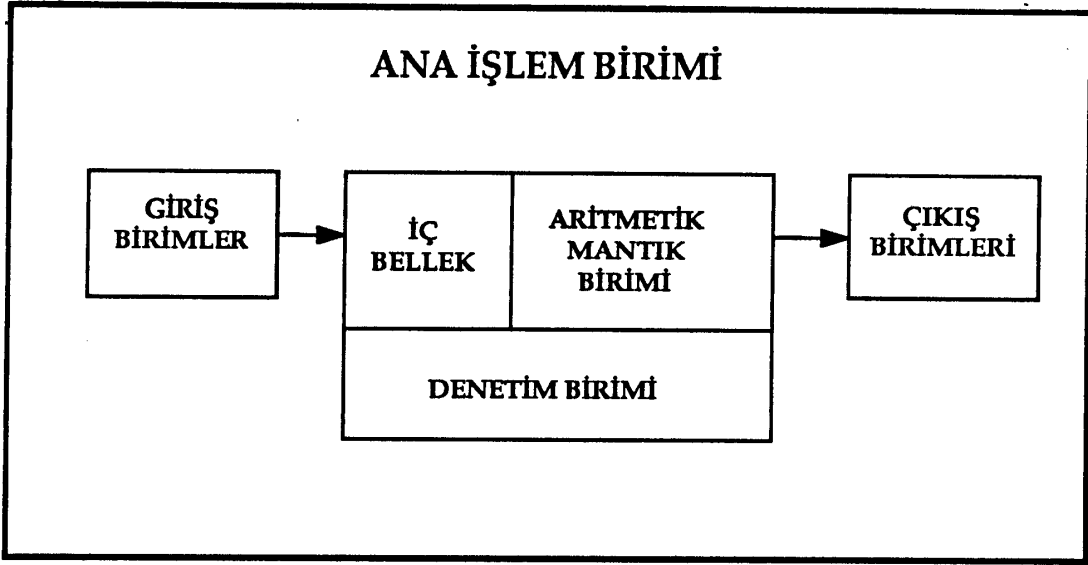 ANA İŞLEM BİRİMİ
GİRİŞ
BİRİMLER
İÇ
BELLEK
ARİTMETİK
MANTIK
BİRİMİ
ÇIKIŞ
BİRİMLERİ
DENETİM BİRİMİ